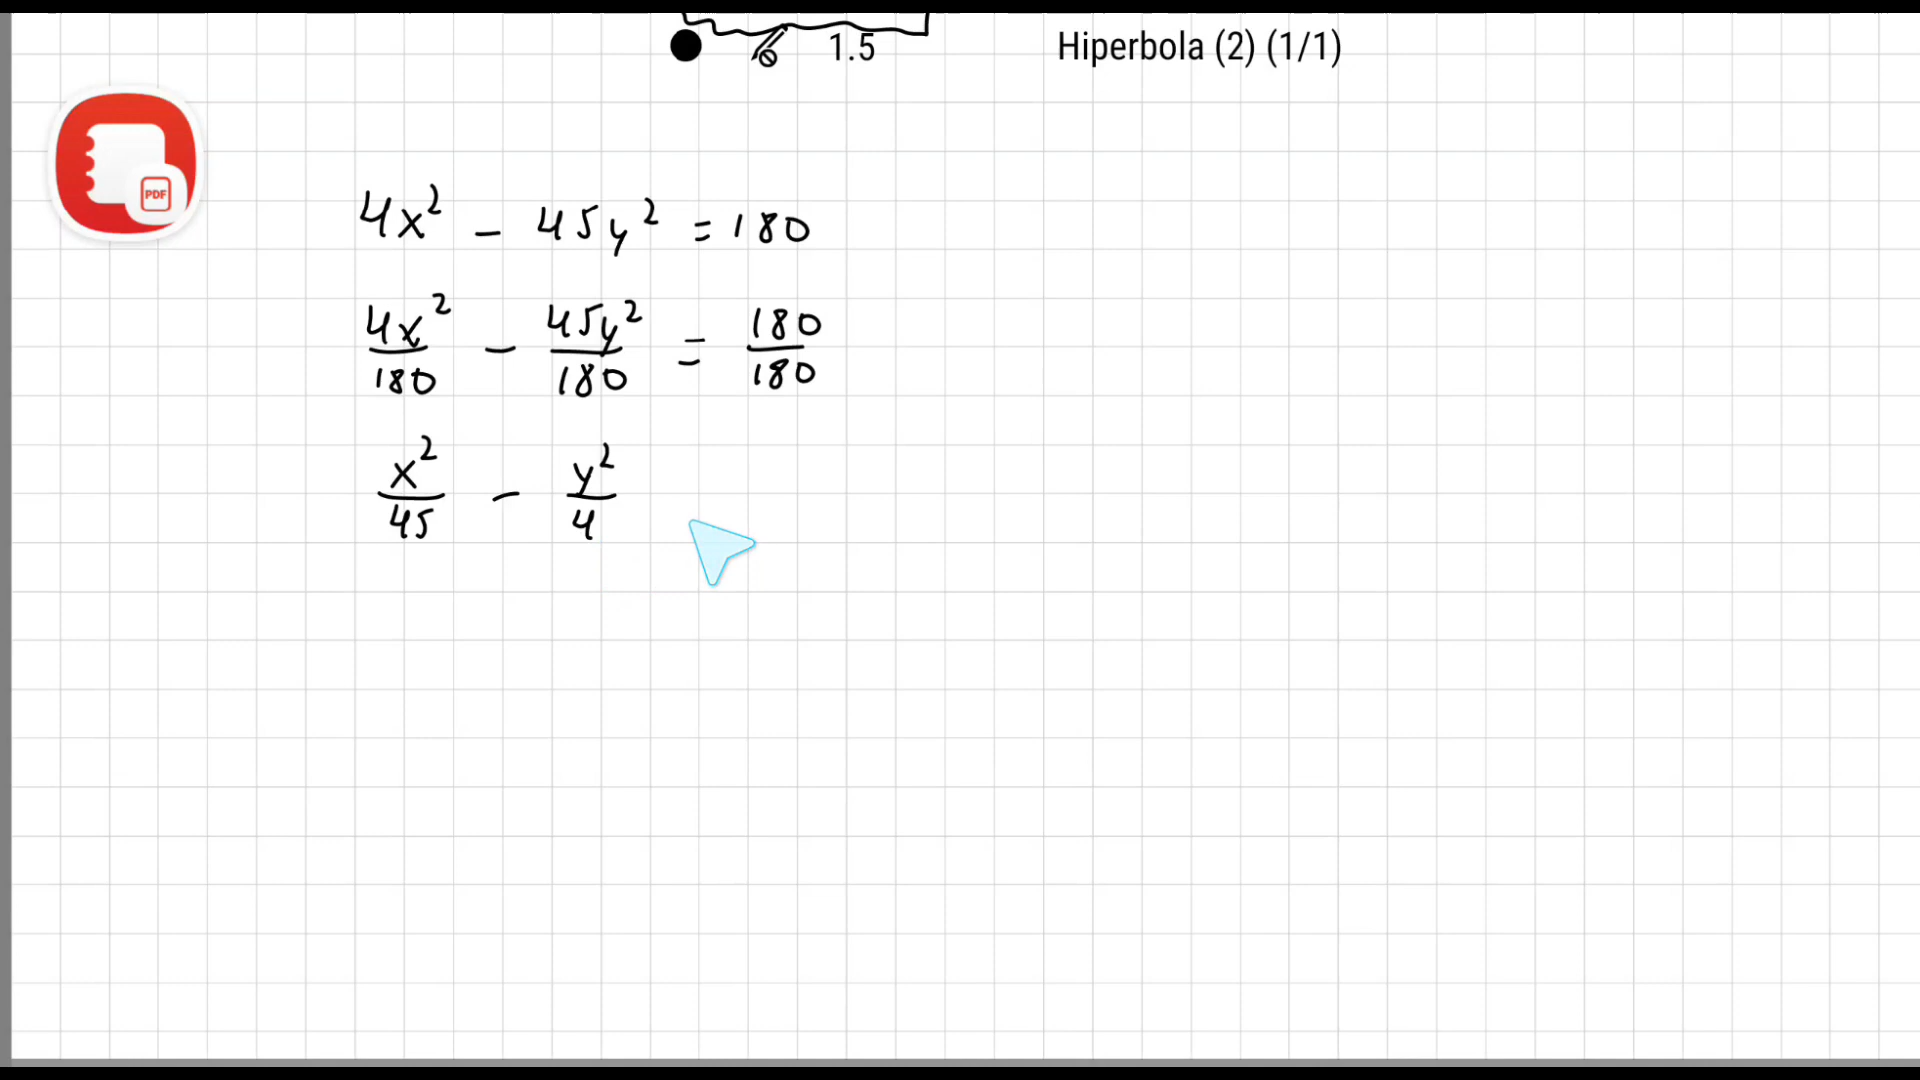 1.5 Hiperbola (2) (1/1)
PDF
4x² - 45y² = 180
4x²/180 - 45y²/180 = 180/180
x²/45 - y²/4